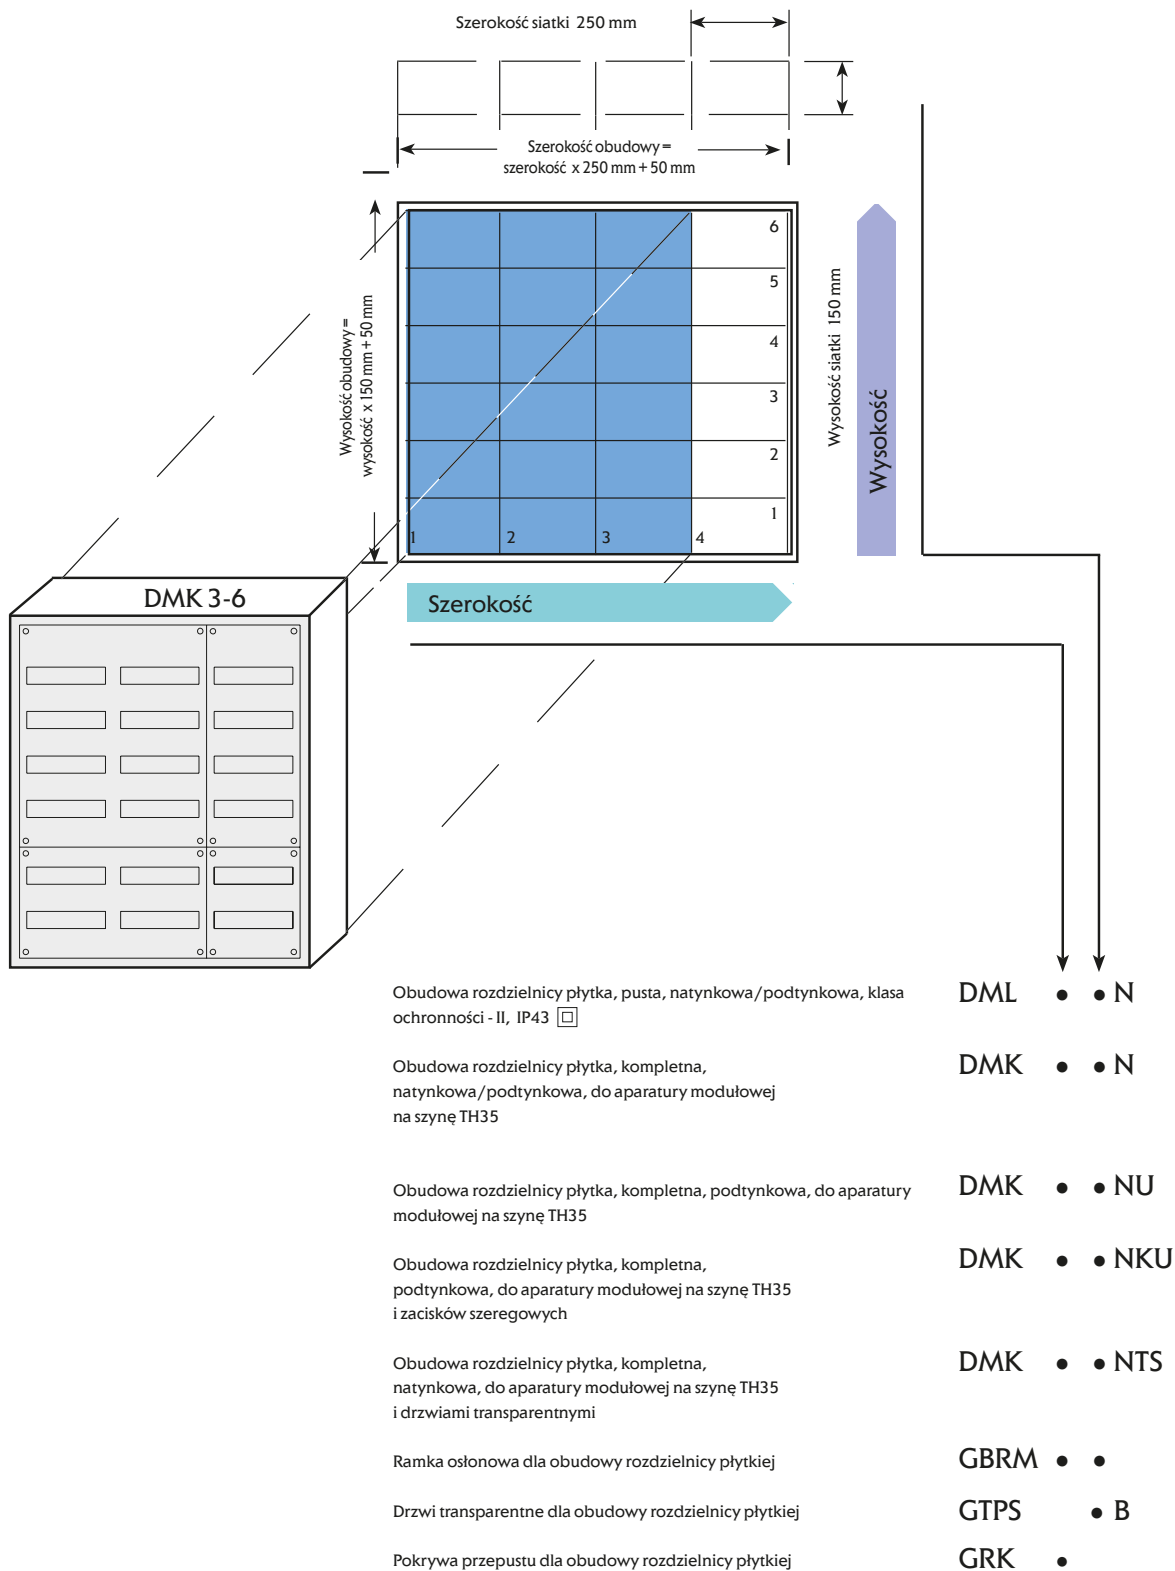 Szerokość siatki 250 mm
Szerokość obudowy =
szerokość x 250 mm + 50 mm
Wysokość obudowy =
wysokość x 150 mm + 50 mm
6
5
4
3
2
1
1 2 3 4
Wysokość siatki 150 mm
Wysokość
Szerokość
DMK 3-6
Obudowa rozdzielnicy płytka, pusta, natynkowa/podtynkowa, klasa
ochronności - II, IP43
DML • • N
Obudowa rozdzielnicy płytka, kompletna,
natynkowa/podtynkowa, do aparatury modułowej
na szynę TH35
DMK • • N
Obudowa rozdzielnicy płytka, kompletna, podtynkowa, do aparatury
modułowej na szynę TH35
DMK • • NU
Obudowa rozdzielnicy płytka, kompletna,
podtynkowa, do aparatury modułowej na szynę TH35
i zacisków szeregowych
DMK • • NKU
Obudowa rozdzielnicy płytka, kompletna,
natynkowa, do aparatury modułowej na szynę TH35
i drzwiami transparentnymi
DMK • • NTS
Ramka osłonowa dla obudowy rozdzielnicy płytkiej
GBRM • •
Drzwi transparentne dla obudowy rozdzielnicy płytkiej
GTPS • B
Pokrywa przepustu dla obudowy rozdzielnicy płytkiej
GRK •